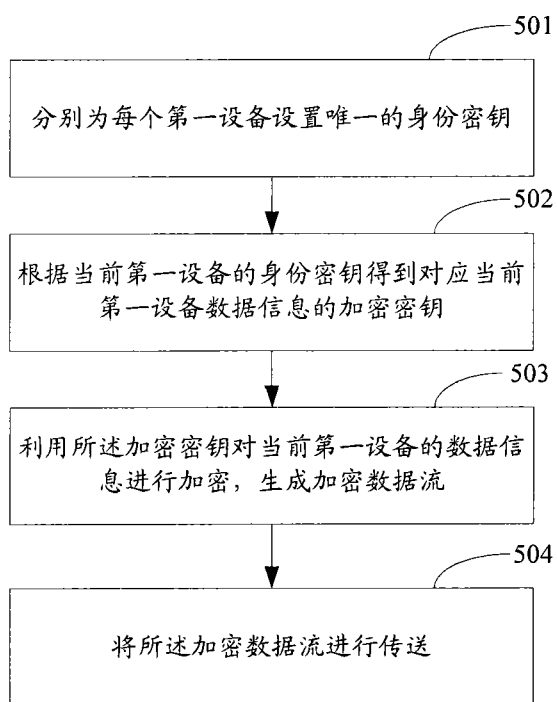 501
分别为每个第一设备设置唯一的身份密钥
502
根据当前第一设备的身份密钥得到对应当前
第一设备数据信息的加密密钥
503
利用所述加密密钥对当前第一设备的数据信
息进行加密，生成加密数据流
504
将所述加密数据流进行传送